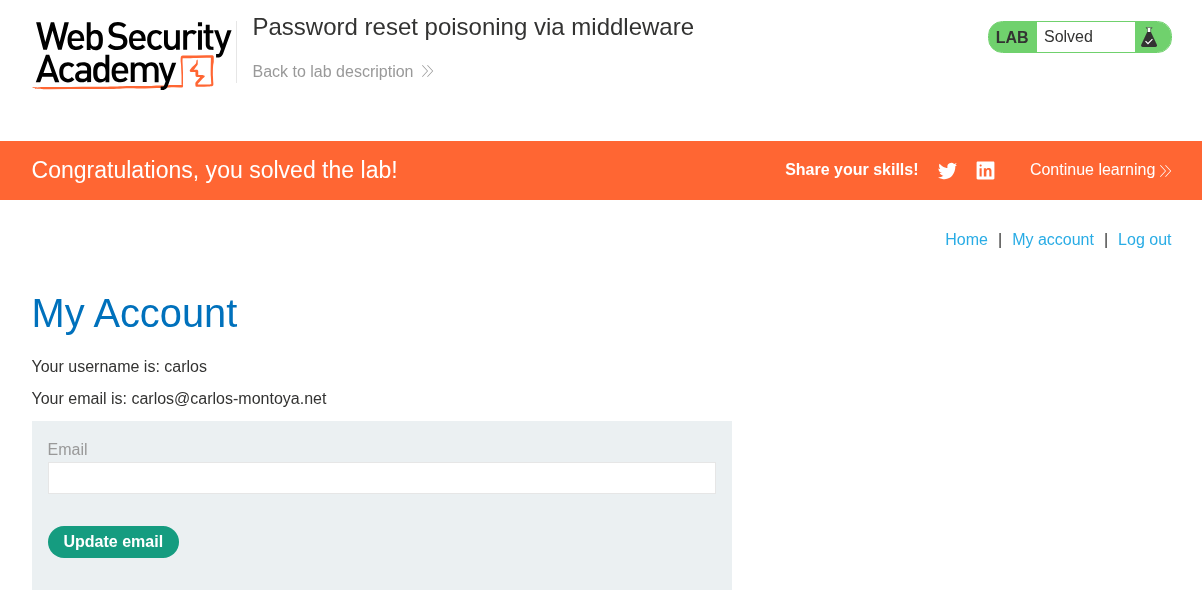 Web Security
Academy
Password reset poisoning via middleware
Back to lab description
LAB Solved
Congratulations, you solved the lab!
Share your skills!
Continue learning
Home | My account | Log out
My Account
Your username is: carlos
Your email is: carlos@carlos-montoya.net
Email
Update email